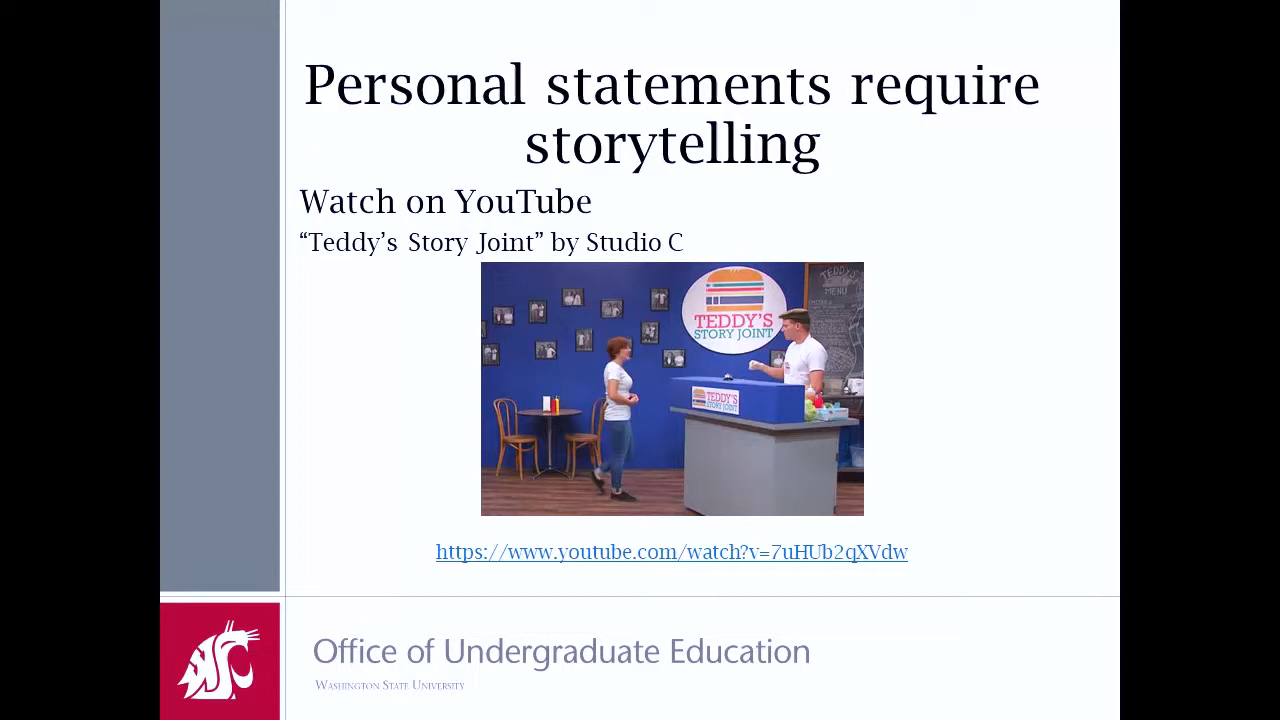 Personal statements require
storytelling
Watch on YouTube
“Teddy’s Story Joint” by Studio C
TEDDY'S
STORY JOINT
TEDDY'S
MENU
TEDDY'S
STORY JOINT
https://www.youtube.com/watch?v=7uHUb2qXVdw
Office of Undergraduate Education
Washington State University